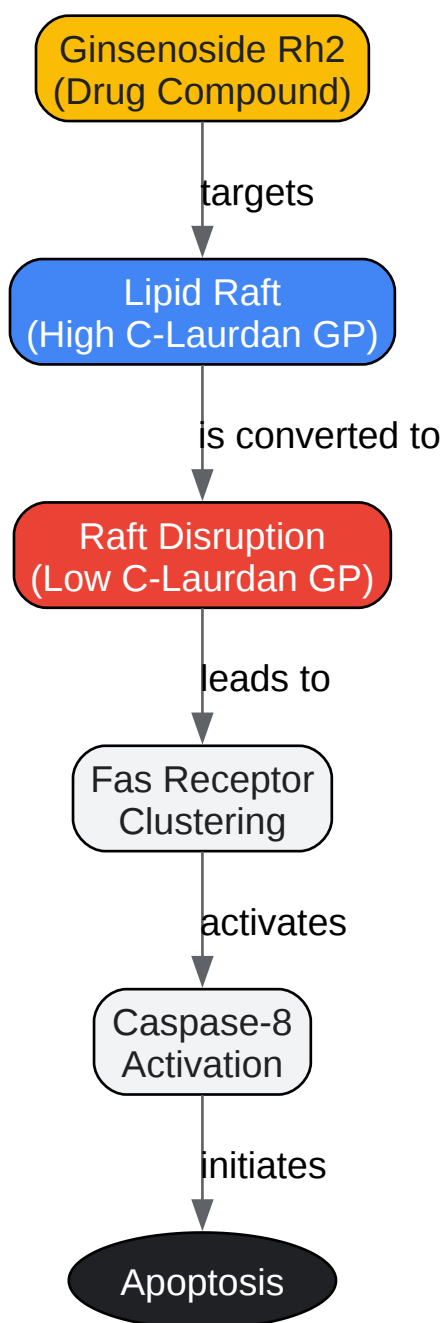 Ginsenoside Rh2
(Drug Compound)
targets
Lipid Raft
(High C-Laurdan GP)
is converted to
Raft Disruption
(Low C-Laurdan GP)
leads to
Fas Receptor
Clustering
activates
Caspase-8
Activation
initiates
Apoptosis